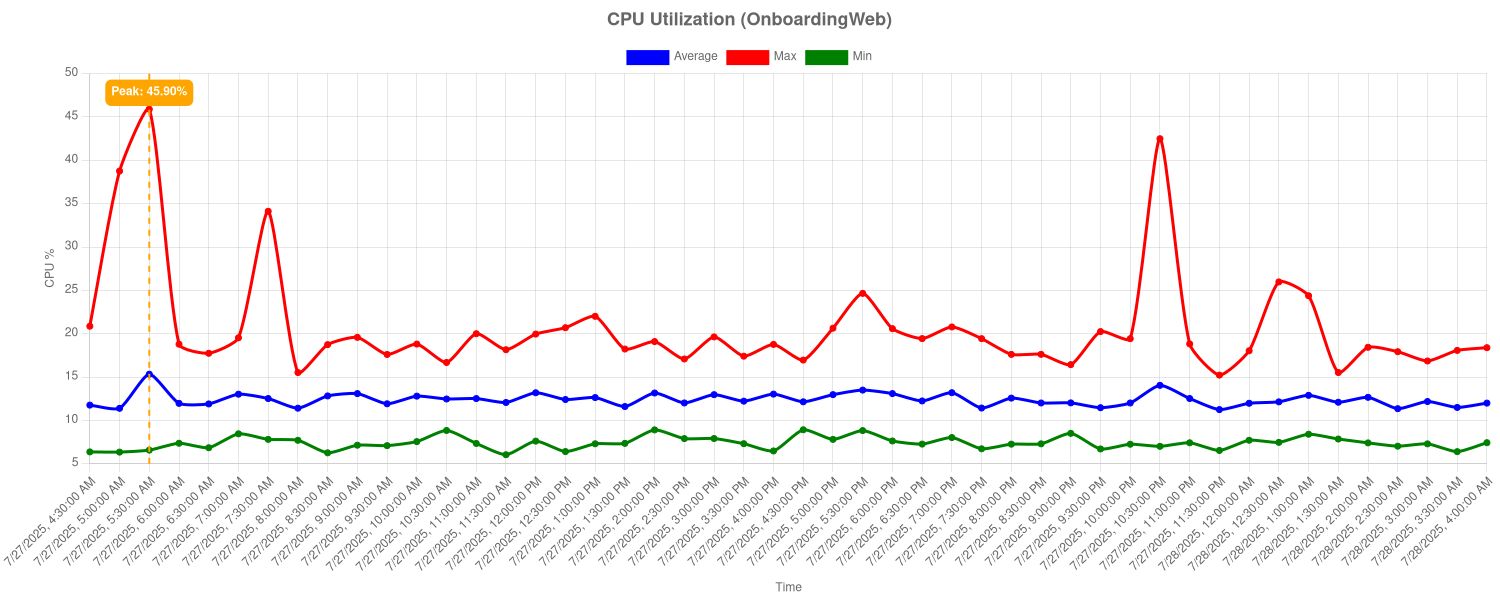 CPU Utilization (OnboardingWeb)
Average Max Min
Peak: 45.90%
CPU %
50
45
40
35
30
25
20
15
10
5
7/27/2025, 4:30:00 AM
7/27/2025, 5:00:00 AM
7/27/2025, 5:30:00 AM
7/27/2025, 6:00:00 AM
7/27/2025, 6:30:00 AM
7/27/2025, 7:00:00 AM
7/27/2025, 7:30:00 AM
7/27/2025, 8:00:00 AM
7/27/2025, 8:30:00 AM
7/27/2025, 9:00:00 AM
7/27/2025, 9:30:00 AM
7/27/2025, 10:00:00 AM
7/27/2025, 10:30:00 AM
7/27/2025, 11:00:00 AM
7/27/2025, 11:30:00 AM
7/27/2025, 12:00:00 PM
7/27/2025, 12:30:00 PM
7/27/2025, 1:00:00 PM
7/27/2025, 1:30:00 PM
7/27/2025, 2:00:00 PM
7/27/2025, 2:30:00 PM
7/27/2025, 3:00:00 PM
7/27/2025, 3:30:00 PM
7/27/2025, 4:00:00 PM
7/27/2025, 4:30:00 PM
7/27/2025, 5:00:00 PM
7/27/2025, 5:30:00 PM
7/27/2025, 6:00:00 PM
7/27/2025, 6:30:00 PM
7/27/2025, 7:00:00 PM
7/27/2025, 7:30:00 PM
7/27/2025, 8:00:00 PM
7/27/2025, 8:30:00 PM
7/27/2025, 9:00:00 PM
7/27/2025, 9:30:00 PM
7/27/2025, 10:00:00 PM
7/27/2025, 10:30:00 PM
7/27/2025, 11:00:00 PM
7/27/2025, 11:30:00 PM
7/28/2025, 12:00:00 AM
7/28/2025, 12:30:00 AM
7/28/2025, 1:00:00 AM
7/28/2025, 1:30:00 AM
7/28/2025, 2:00:00 AM
7/28/2025, 2:30:00 AM
7/28/2025, 3:00:00 AM
7/28/2025, 3:30:00 AM
7/28/2025, 4:00:00 AM
Time